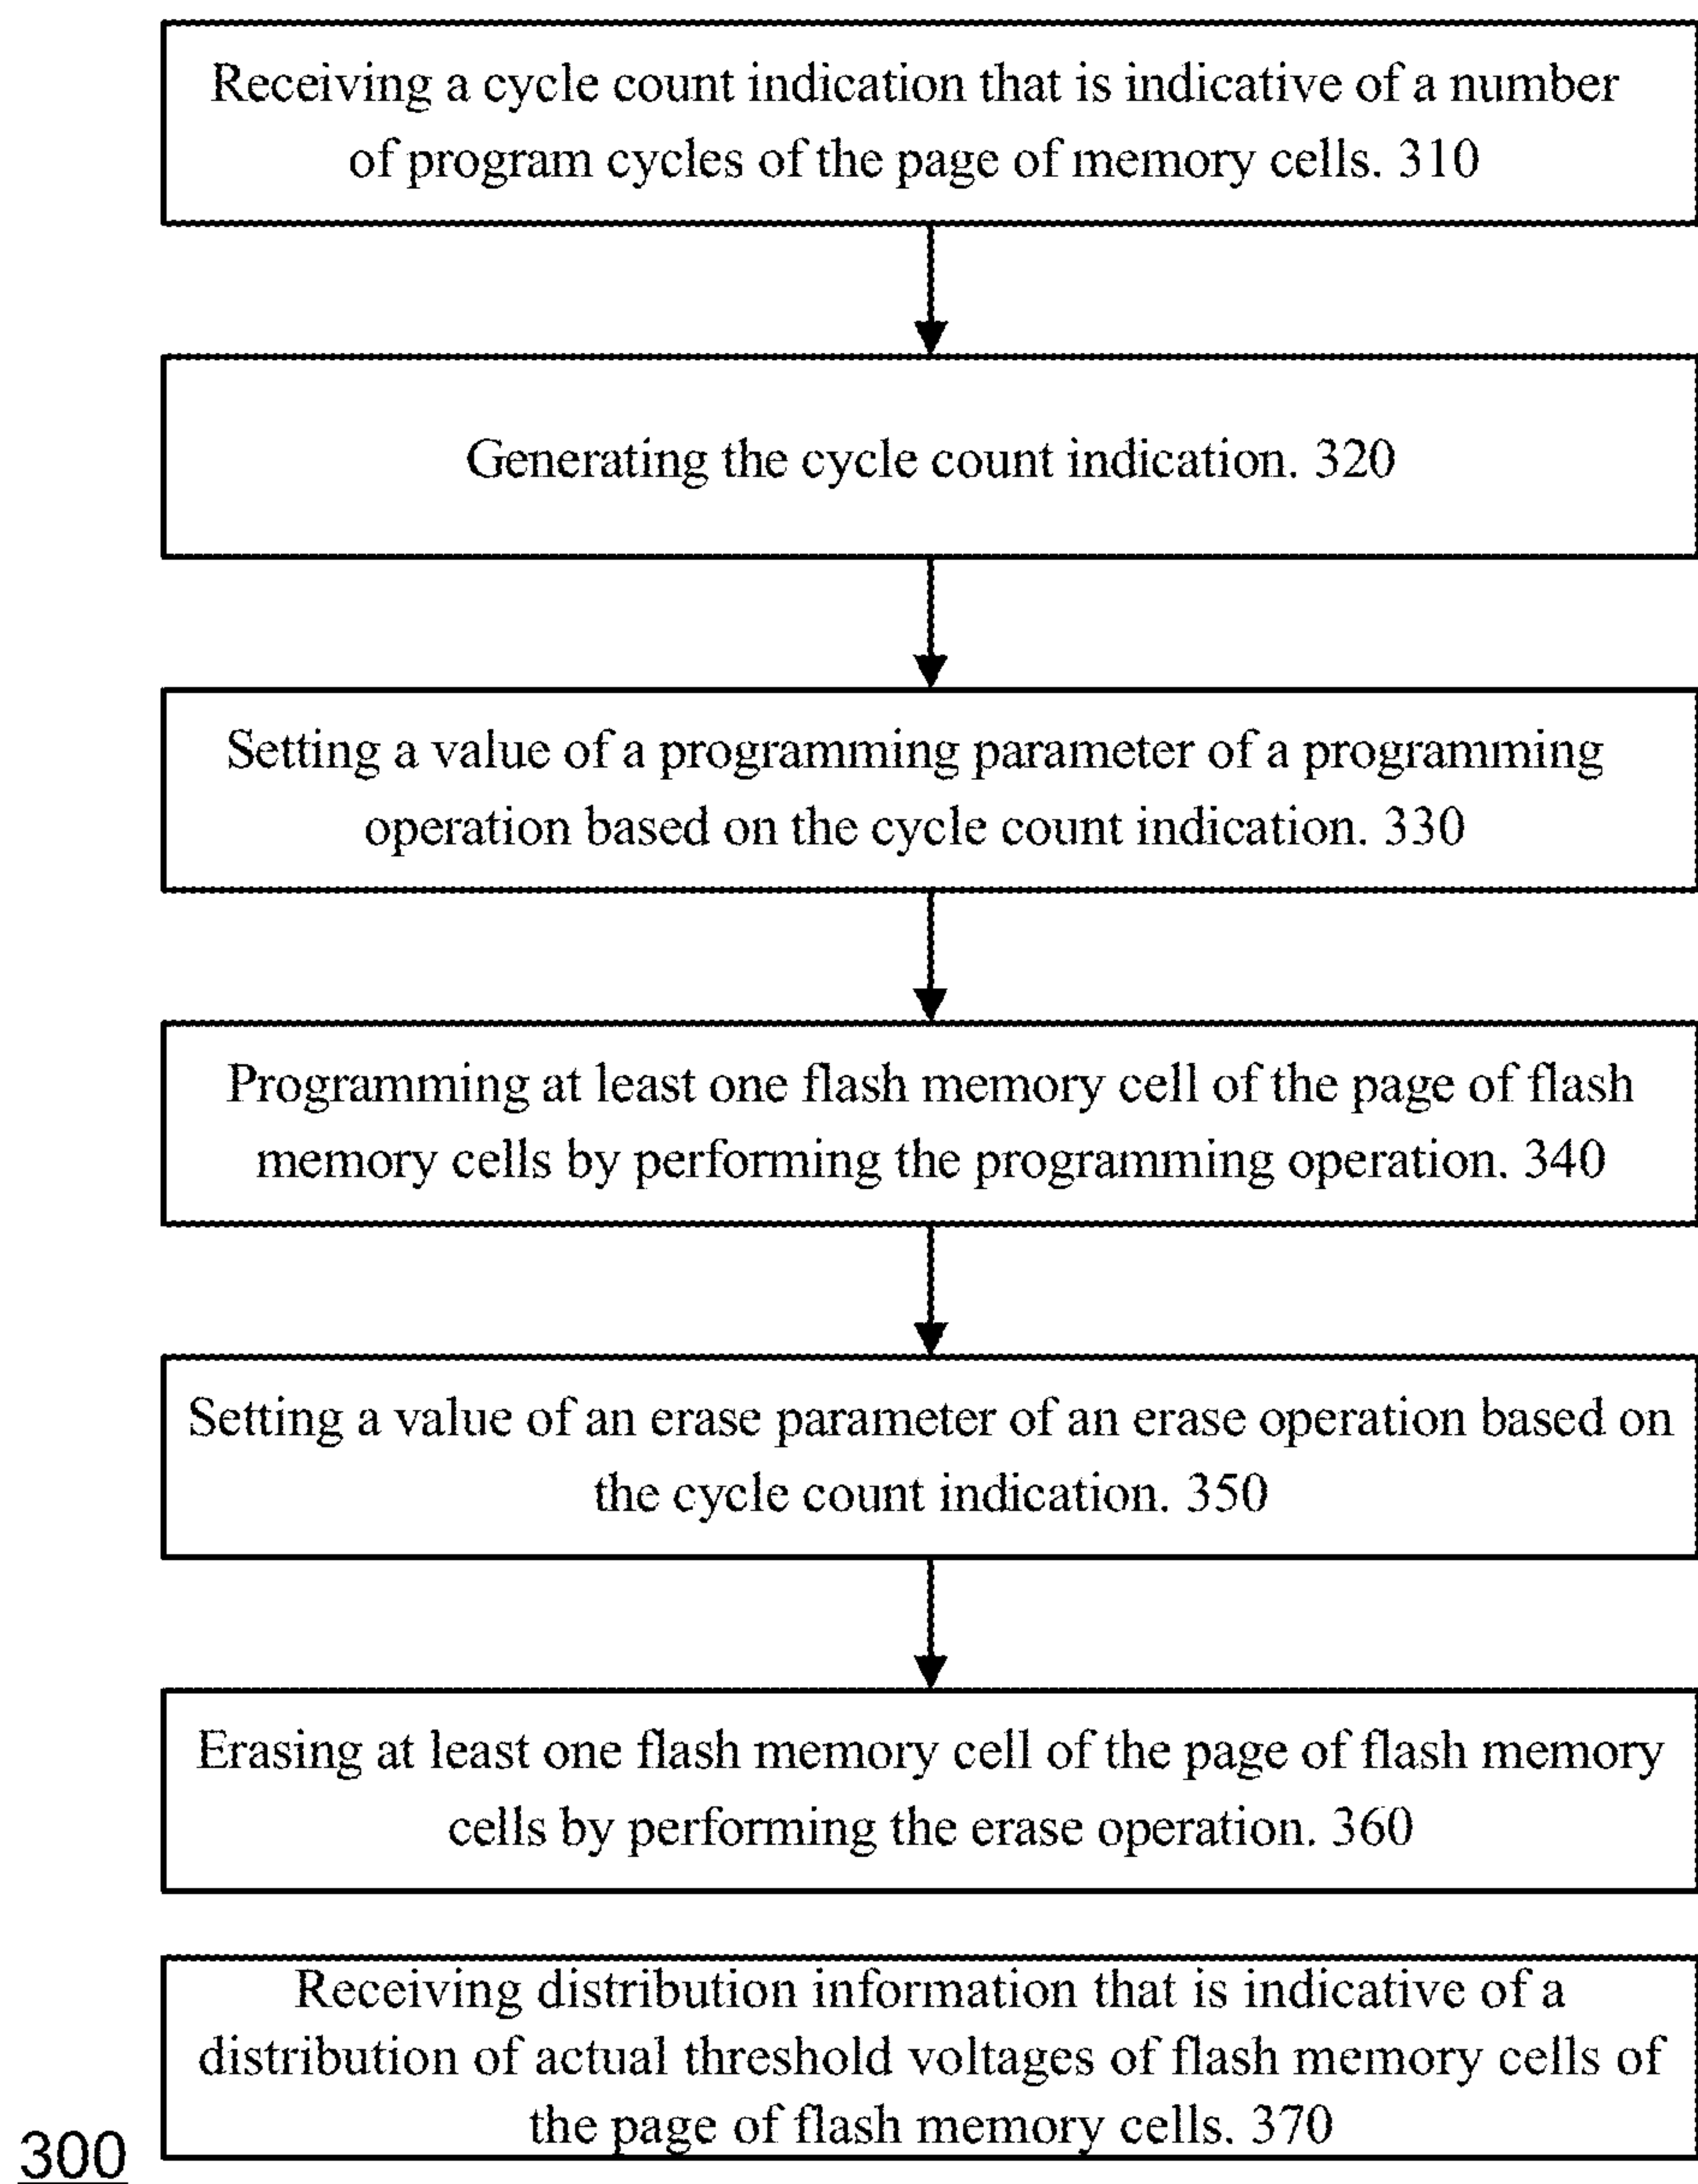 Receiving a cycle count indication that is indicative of a number
of program cycles of the page of memory cells. 310
Generating the cycle count indication. 320
Setting a value of a programming parameter of a programming
operation based on the cycle count indication. 330
Programming at least one flash memory cell of the page of flash
memory cells by performing the programming operation. 340
Setting a value of an erase parameter of an erase operation based on
the cycle count indication. 350
Erasing at least one flash memory cell of the page of flash memory
cells by performing the erase operation. 360
Receiving distribution information that is indicative of a
distribution of actual threshold voltages of flash memory cells of
the page of flash memory cells. 370
300